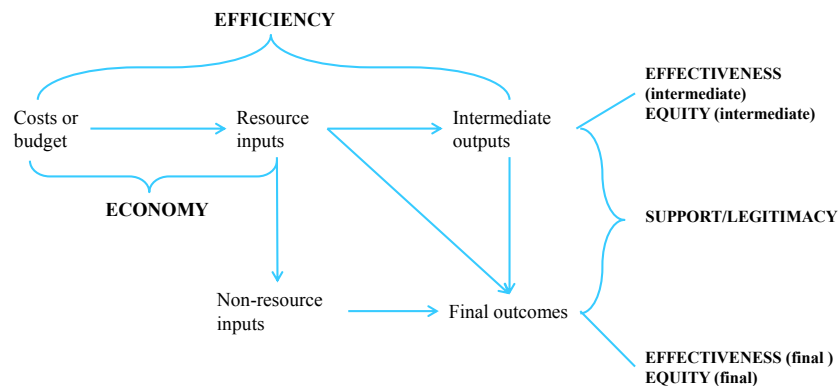 EFFICIENCY
EFFECTIVENESS
(intermediate)
EQUITY (intermediate)
Costs or
budget
Resource
inputs
Intermediate
outputs
ECONOMY
SUPPORT/LEGITIMACY
Non-resource
inputs
Final outcomes
EFFECTIVENESS (final )
EQUITY (final)